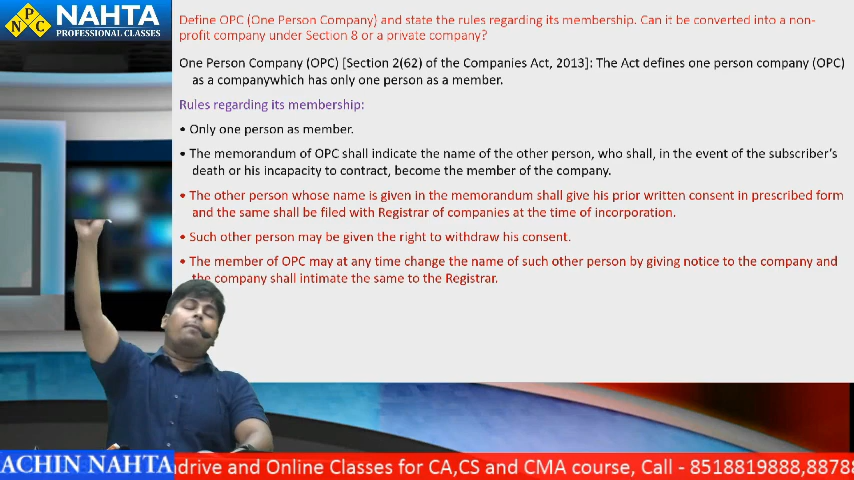 NAHTA
PROFESSIONAL CLASSES
N P C
Define OPC (One Person Company) and state the rules regarding its membership. Can it be converted into a non-
profit company under Section 8 or a private company?
One Person Company (OPC) [Section 2(62) of the Companies Act, 2013]: The Act defines one person company (OPC)
as a companywhich has only one person as a member.
Rules regarding its membership:
• Only one person as member.
• The memorandum of OPC shall indicate the name of the other person, who shall, in the event of the subscriber's
death or his incapacity to contract, become the member of the company.
• The other person whose name is given in the memorandum shall give his prior written consent in prescribed form
and the same shall be filed with Registrar of companies at the time of incorporation.
• Such other person may be given the right to withdraw his consent.
• The member of OPC may at any time change the name of such other person by giving notice to the company and
the company shall intimate the same to the Registrar.
ACHIN NAHTA
drive and Online Classes for CA,CS and CMA course, Call - 8518819888,8878